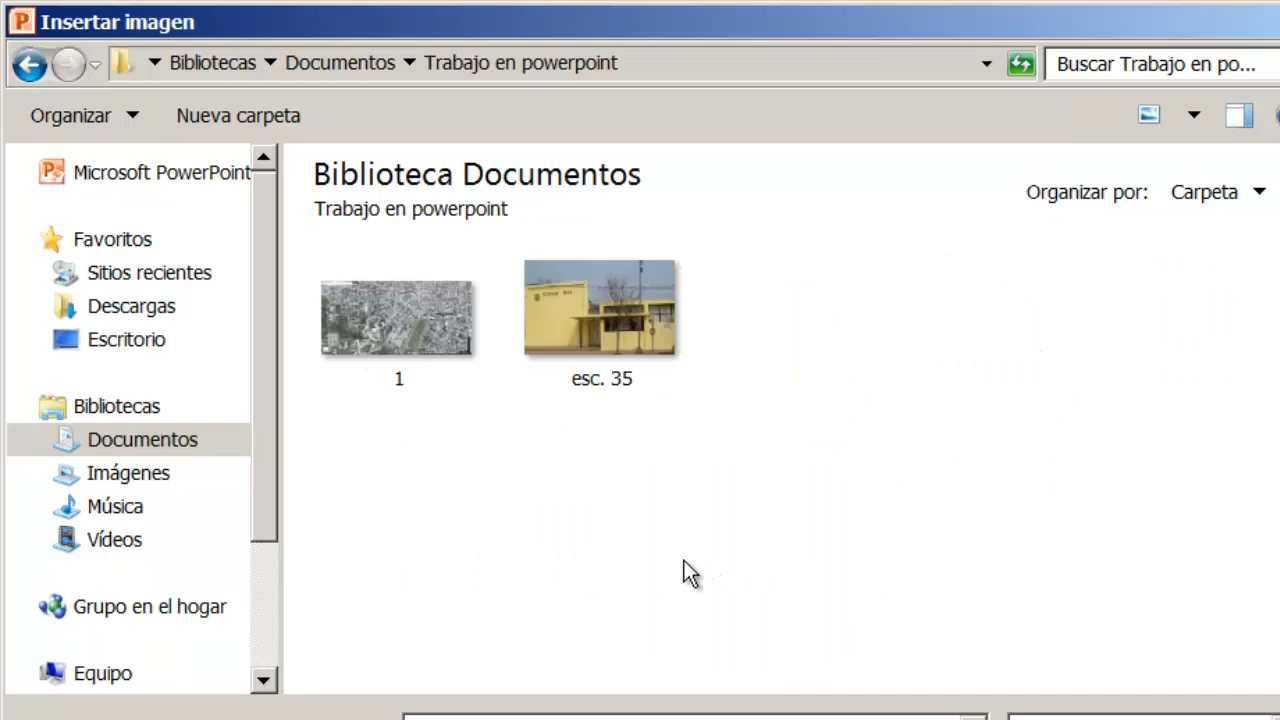 Insertar imagen
Bibliotecas Documentos Trabajo en powerpoint
Buscar Trabajo en po...
Organizar Nueva carpeta
Microsoft PowerPoint
Favoritos
Sitios recientes
Descargas
Escritorio
Bibliotecas
Documentos
Imágenes
Música
Vídeos
Grupo en el hogar
Equipo
Biblioteca Documentos
Trabajo en powerpoint
Organizar por: Carpeta
1
esc. 35